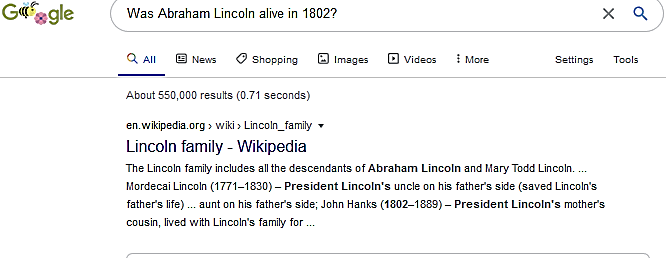 Google
Was Abraham Lincoln alive in 1802?
All News Shopping Images Videos More Settings Tools
About 550,000 results (0.71 seconds)
en.wikipedia.org › wiki › Lincoln_family
Lincoln family - Wikipedia
The Lincoln family includes all the descendants of Abraham Lincoln and Mary Todd Lincoln. ...
Mordecai Lincoln (1771–1830) – President Lincoln's uncle on his father's side (saved Lincoln's
father's life) ... aunt on his father's side; John Hanks (1802–1889) – President Lincoln's mother's
cousin, lived with Lincoln's family for ...